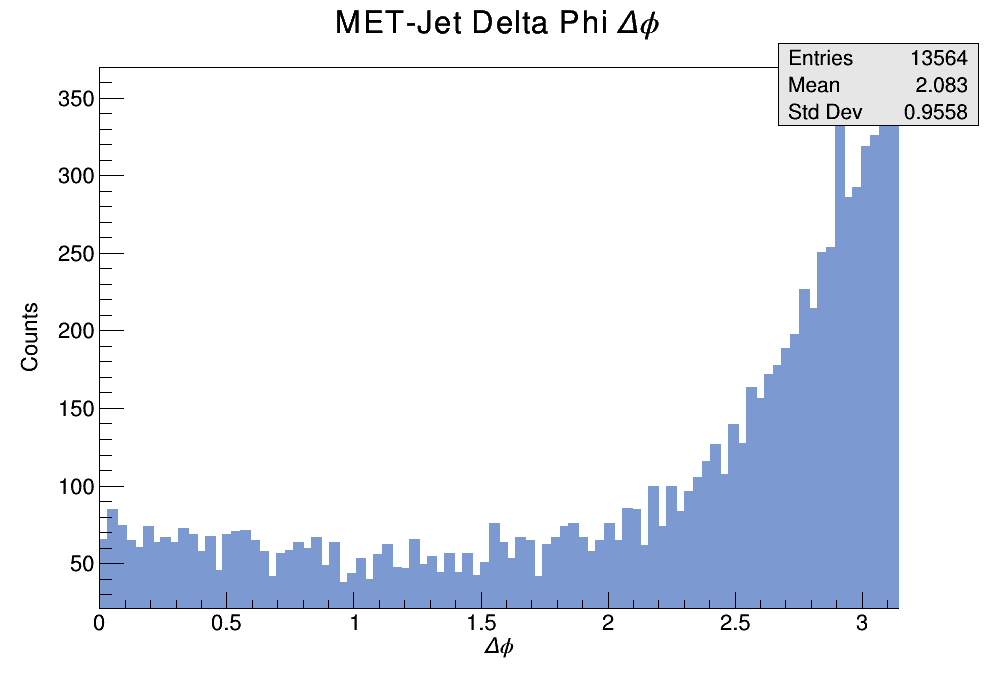 MET-Jet Delta Phi Δϕ
Entries 13564
Mean 2.083
Std Dev 0.9558
350
300
250
200
150
100
50
Counts
0 0.5 1 1.5 2 2.5 3
Δϕ